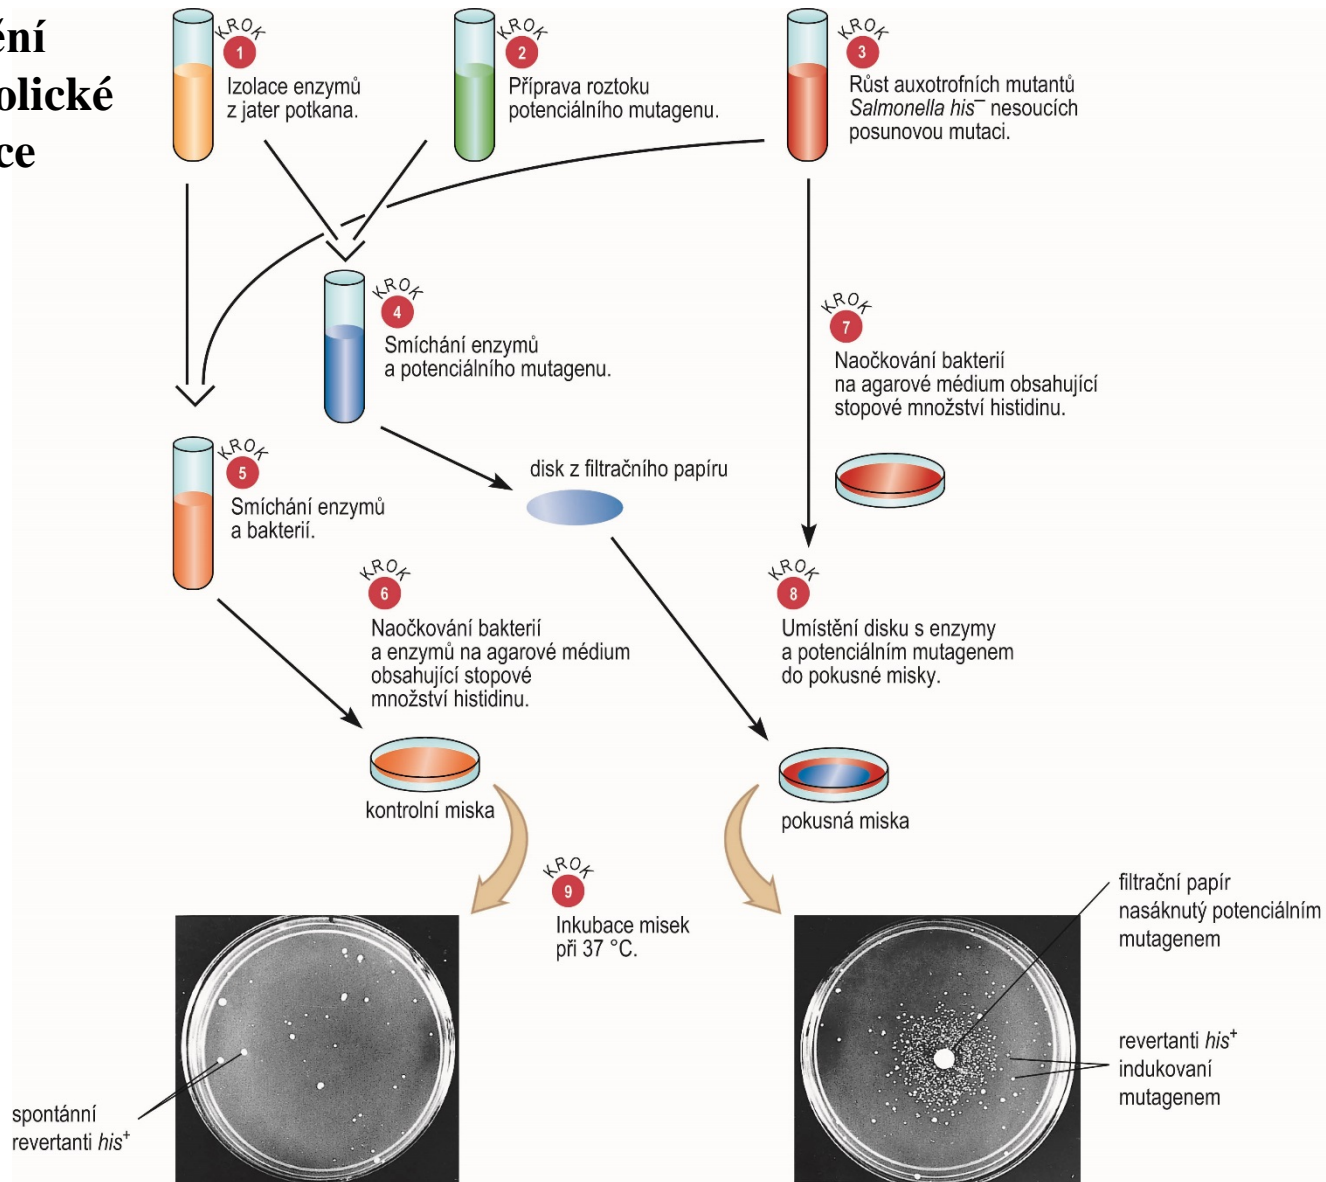 ění
olické
ce
KROK
1
Izolace enzymů
z jater potkana.
KROK
2
Příprava roztoku
potenciálního mutagenu.
KROK
3
Růst auxotrofních mutantů
Salmonella his⁻ nesoucích
posunovou mutaci.
KROK
4
Smíchání enzymů
a potenciálního mutagenu.
KROK
5
Smíchání enzymů
a bakterií.
disk z filtračního papíru
KROK
7
Naočkování bakterií
na agarové médium obsahující
stopové množství histidinu.
KROK
6
Naočkování bakterií
a enzymů na agarové médium
obsahující stopové
množství histidinu.
KROK
8
Umístění disku s enzymy
a potenciálním mutagenem
do pokusné misky.
kontrolní miska
pokusná miska
KROK
9
Inkubace misek
při 37 °C.
filtrační papír
nasáknutý potenciálním
mutagenem
revertanti his⁺
indukovaní
mutagenem
spontánní
revertanti his⁺